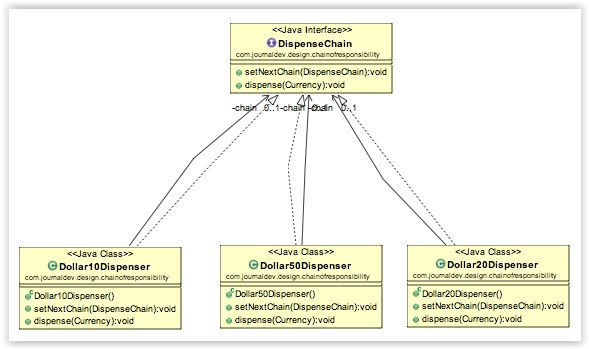 <<Java Interface>>
DispenseChain
com.journaldev.design.chainofresponsibility
setNextChain(DispenseChain):void
dispense(Currency):void
-chain 0..1 -chain 0..1 -chain 0..1
<<Java Class>>
Dollar10Dispenser
com.journaldev.design.chainofresponsibility
Dollar10Dispenser()
setNextChain(DispenseChain):void
dispense(Currency):void
<<Java Class>>
Dollar50Dispenser
com.journaldev.design.chainofresponsibility
Dollar50Dispenser()
setNextChain(DispenseChain):void
dispense(Currency):void
<<Java Class>>
Dollar20Dispenser
com.journaldev.design.chainofresponsibility
Dollar20Dispenser()
setNextChain(DispenseChain):void
dispense(Currency):void